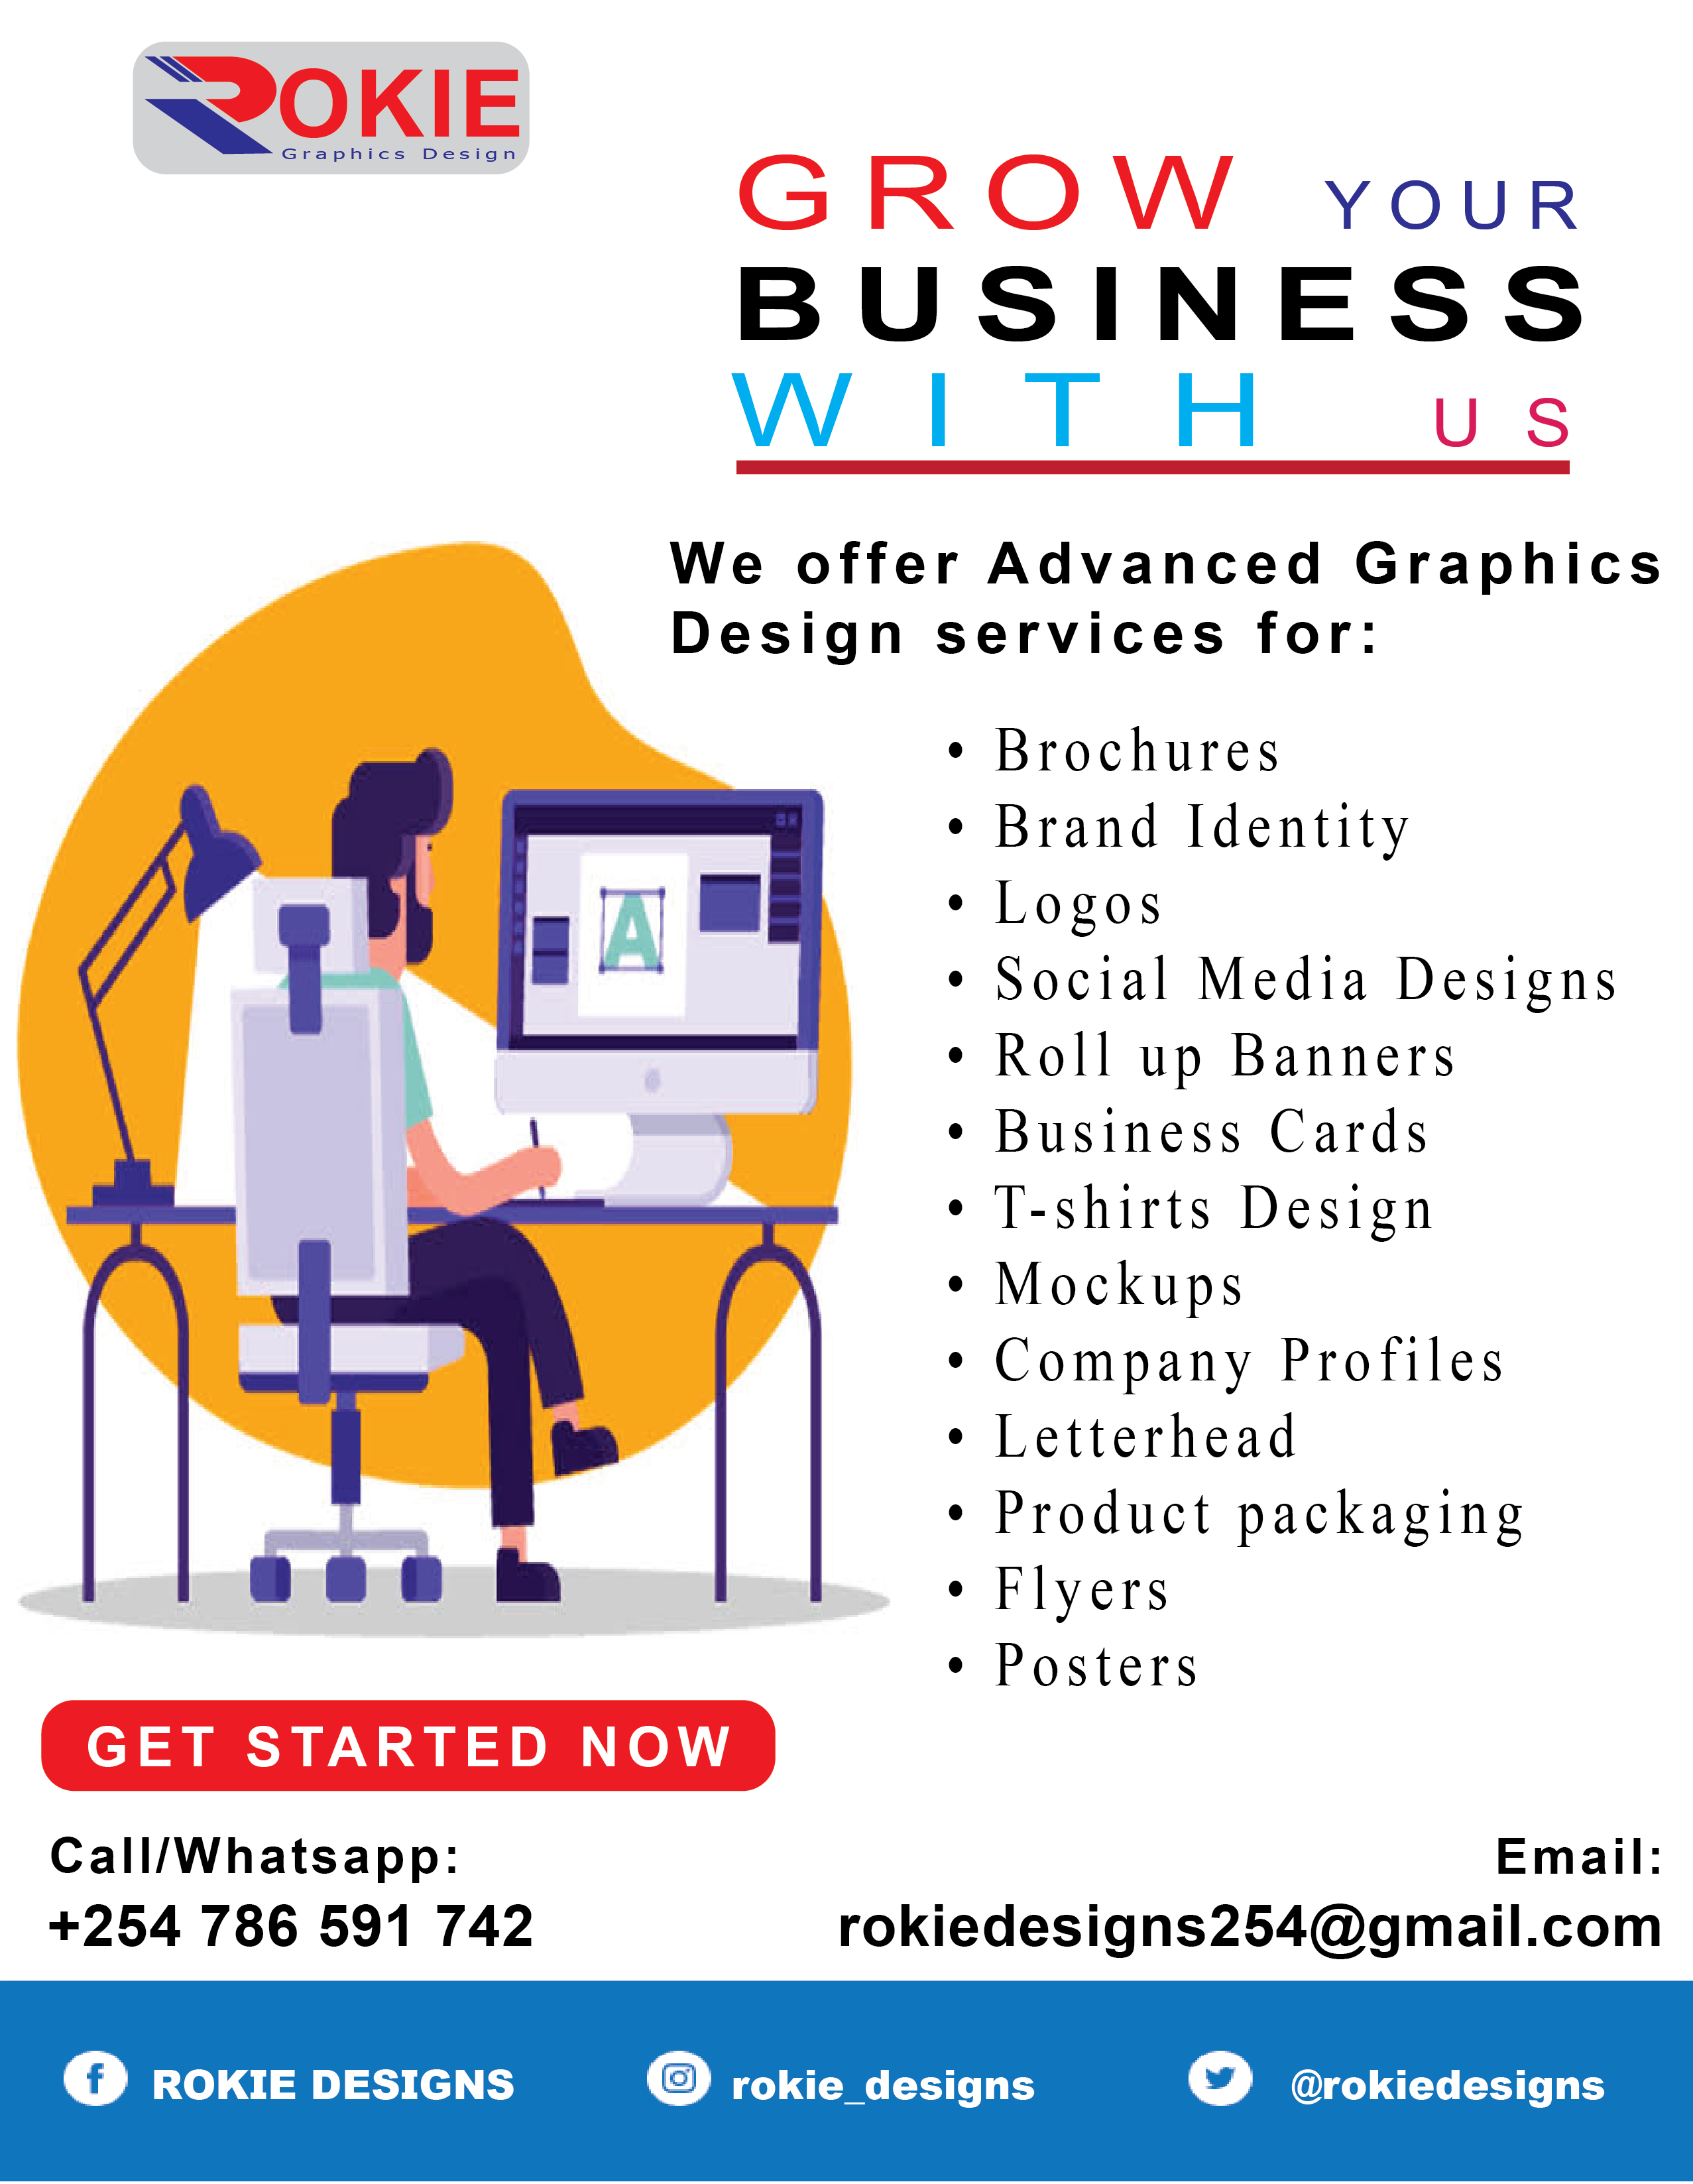 ROKIE
Graphics Design
GROW YOUR
BUSINESS
WITH US
We offer Advanced Graphics
Design services for:
• Brochures
• Brand Identity
• Logos
• Social Media Designs
• Roll up Banners
• Business Cards
• T-shirts Design
• Mockups
• Company Profiles
• Letterhead
• Product packaging
• Flyers
• Posters
A
GET STARTED NOW
Call/Whatsapp:
+254 786 591 742
Email:
rokiedesigns254@gmail.com
ROKIE DESIGNS
rokie_designs
@rokiedesigns